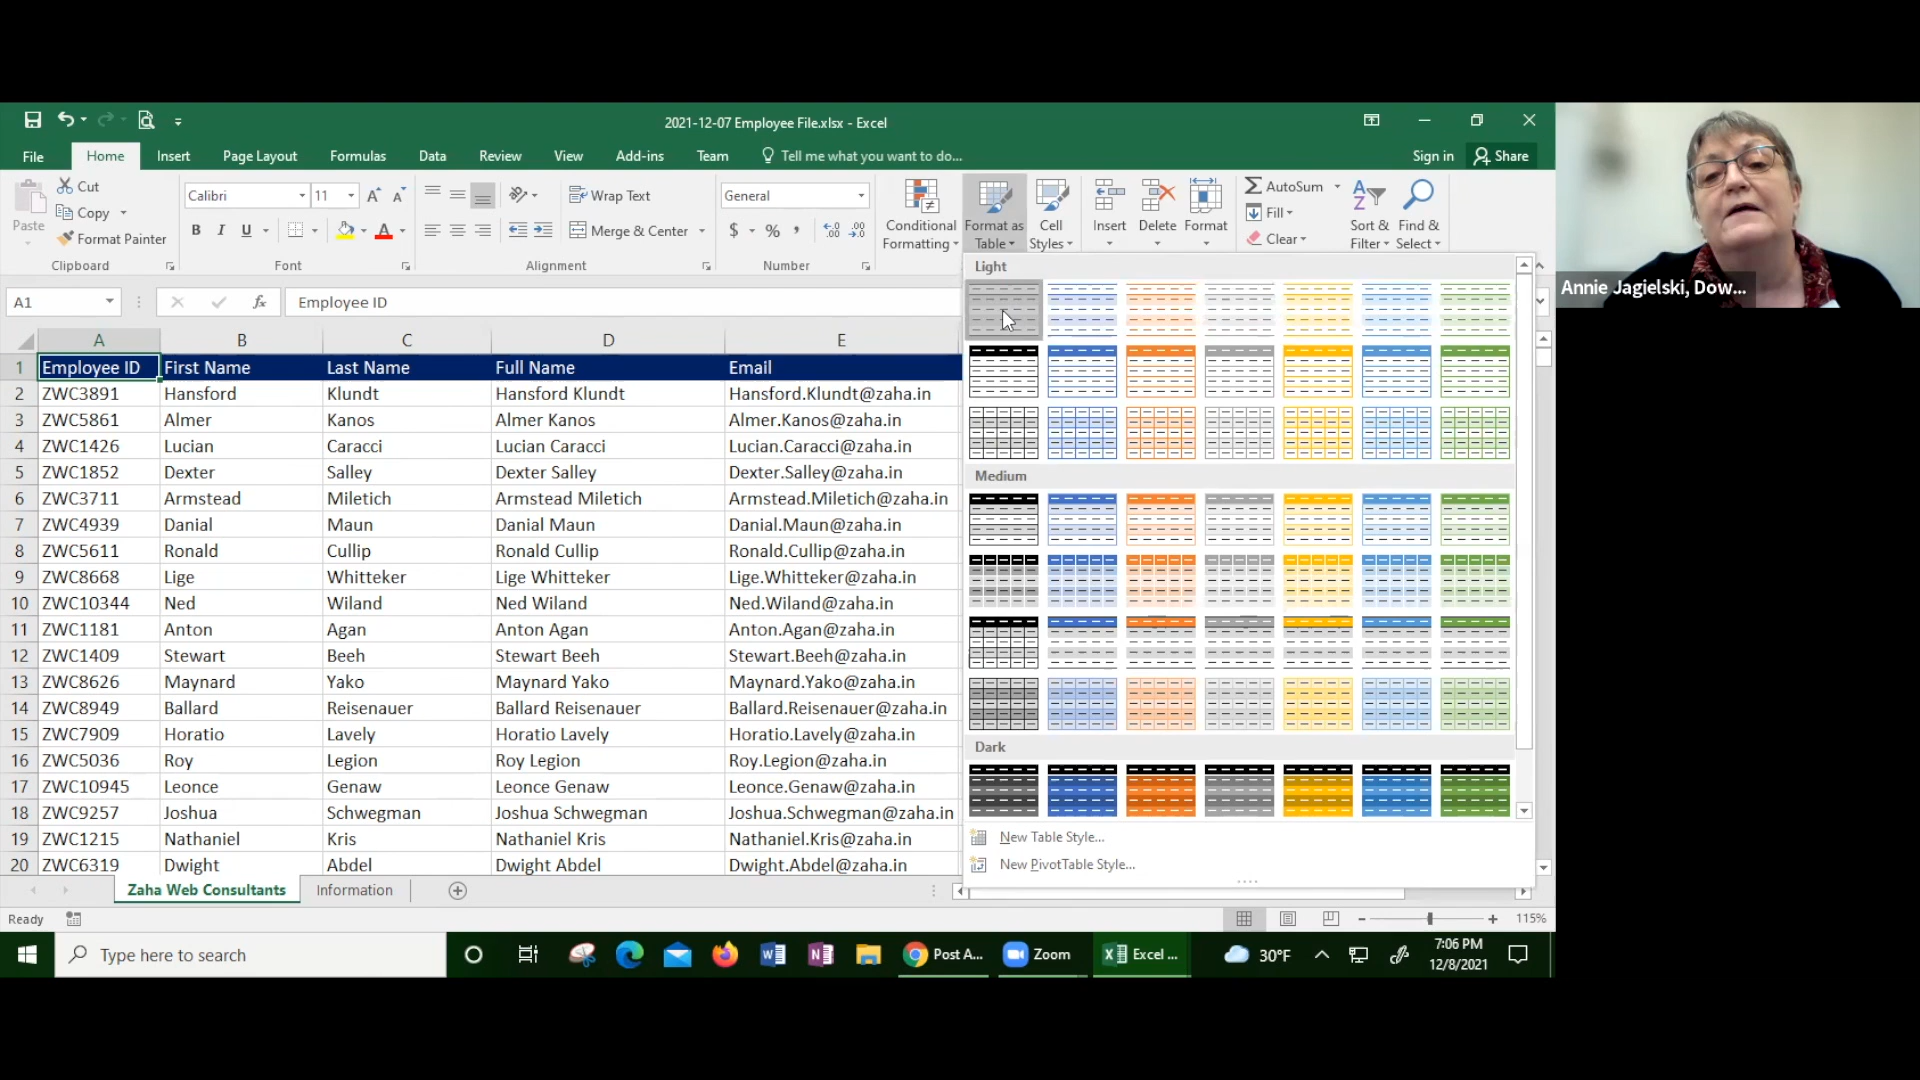 2021-12-07 Employee File.xlsx - Excel
File Home Insert Page Layout Formulas Data Review View Add-ins Team Tell me what you want to do... Sign in Share
Paste
Cut
Copy
Format Painter
Clipboard
Calibri 11
B I U
Font
Wrap Text
Merge & Center
Alignment
General
$ % ,
Number
Conditional Formatting
Format as Table
Cell Styles
Insert Delete Format
AutoSum
Fill
Clear
Sort & Filter
Find & Select
A1 fx Employee ID
A B C D E
1 Employee ID First Name Last Name Full Name Email
2 ZWC3891 Hansford Klundt Hansford Klundt Hansford.Klundt@zaha.in
3 ZWC5861 Almer Kanos Almer Kanos Almer.Kanos@zaha.in
4 ZWC1426 Lucian Caracci Lucian Caracci Lucian.Caracci@zaha.in
5 ZWC1852 Dexter Salley Dexter Salley Dexter.Salley@zaha.in
6 ZWC3711 Armstead Miletich Armstead Miletich Armstead.Miletich@zaha.in
7 ZWC4939 Danial Maun Danial Maun Danial.Maun@zaha.in
8 ZWC5611 Ronald Cullip Ronald Cullip Ronald.Cullip@zaha.in
9 ZWC8668 Lige Whitteker Lige Whitteker Lige.Whitteker@zaha.in
10 ZWC10344 Ned Wiland Ned Wiland Ned.Wiland@zaha.in
11 ZWC1181 Anton Agan Anton Agan Anton.Agan@zaha.in
12 ZWC1409 Stewart Beeh Stewart Beeh Stewart.Beeh@zaha.in
13 ZWC8626 Maynard Yako Maynard Yako Maynard.Yako@zaha.in
14 ZWC8949 Ballard Reisenauer Ballard Reisenauer Ballard.Reisenauer@zaha.in
15 ZWC7909 Horatio Lavely Horatio Lavely Horatio.Lavely@zaha.in
16 ZWC5036 Roy Legion Roy Legion Roy.Legion@zaha.in
17 ZWC10945 Leonce Genaw Leonce Genaw Leonce.Genaw@zaha.in
18 ZWC9257 Joshua Schwegman Joshua Schwegman Joshua.Schwegman@zaha.in
19 ZWC1215 Nathaniel Kris Nathaniel Kris Nathaniel.Kris@zaha.in
20 ZWC6319 Dwight Abdel Dwight Abdel Dwight.Abdel@zaha.in
Light
Medium
Dark
New Table Style...
New PivotTable Style...
Zaha Web Consultants Information
Ready 115%
Type here to search
Post A...
Zoom
Excel ...
30°F
7:06 PM
12/8/2021
Annie Jagielski, Dow...